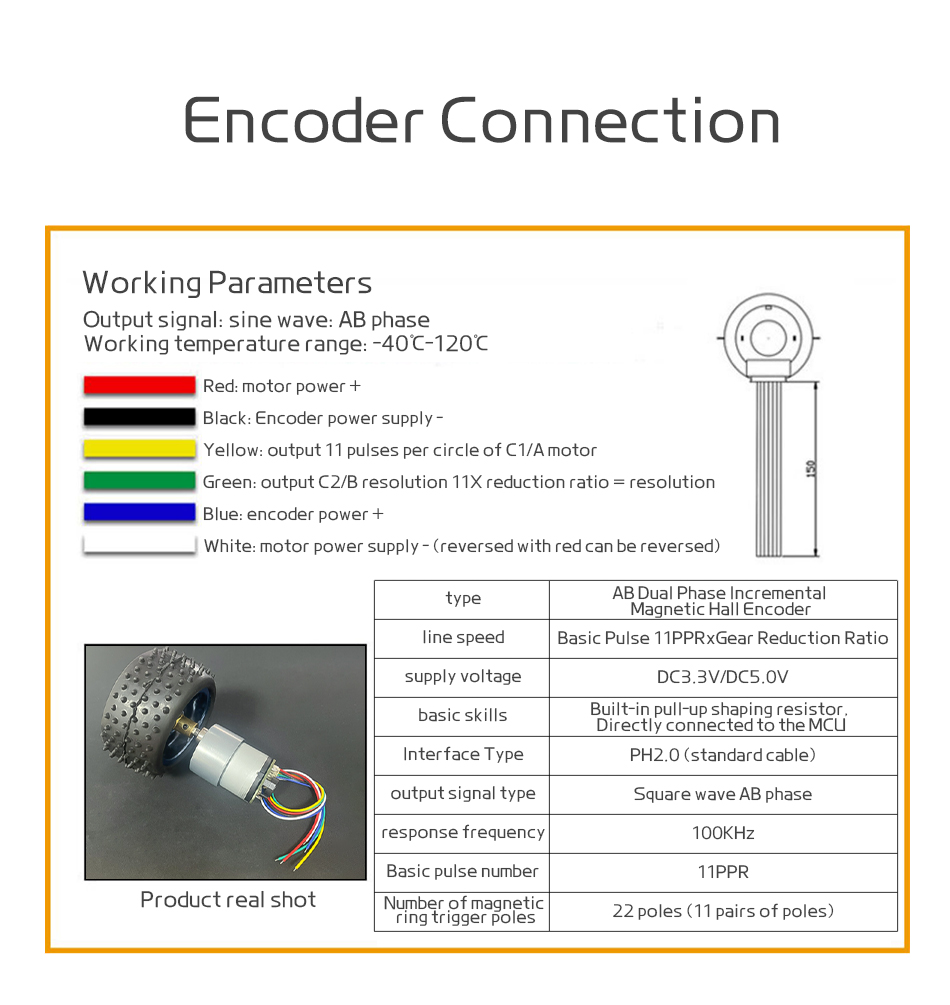 Encoder Connection
Working Parameters
Output signal: sine wave: AB phase
Working temperature range: -40℃-120℃
Red: motor power +
Black: Encoder power supply -
Yellow: output 11 pulses per circle of C1/A motor
Green: output C2/B resolution 11X reduction ratio = resolution
Blue: encoder power +
White: motor power supply - (reversed with red can be reversed)
150
type
AB Dual Phase Incremental
Magnetic Hall Encoder
line speed
Basic Pulse 11PPRxGear Reduction Ratio
supply voltage
DC3.3V/DC5.0V
basic skills
Built-in pull-up shaping resistor,
Directly connected to the MCU
Interface Type
PH2.0 (standard cable)
output signal type
Square wave AB phase
response frequency
100KHz
Basic pulse number
11PPR
Number of magnetic
ring trigger poles
22 poles (11 pairs of poles)
Product real shot